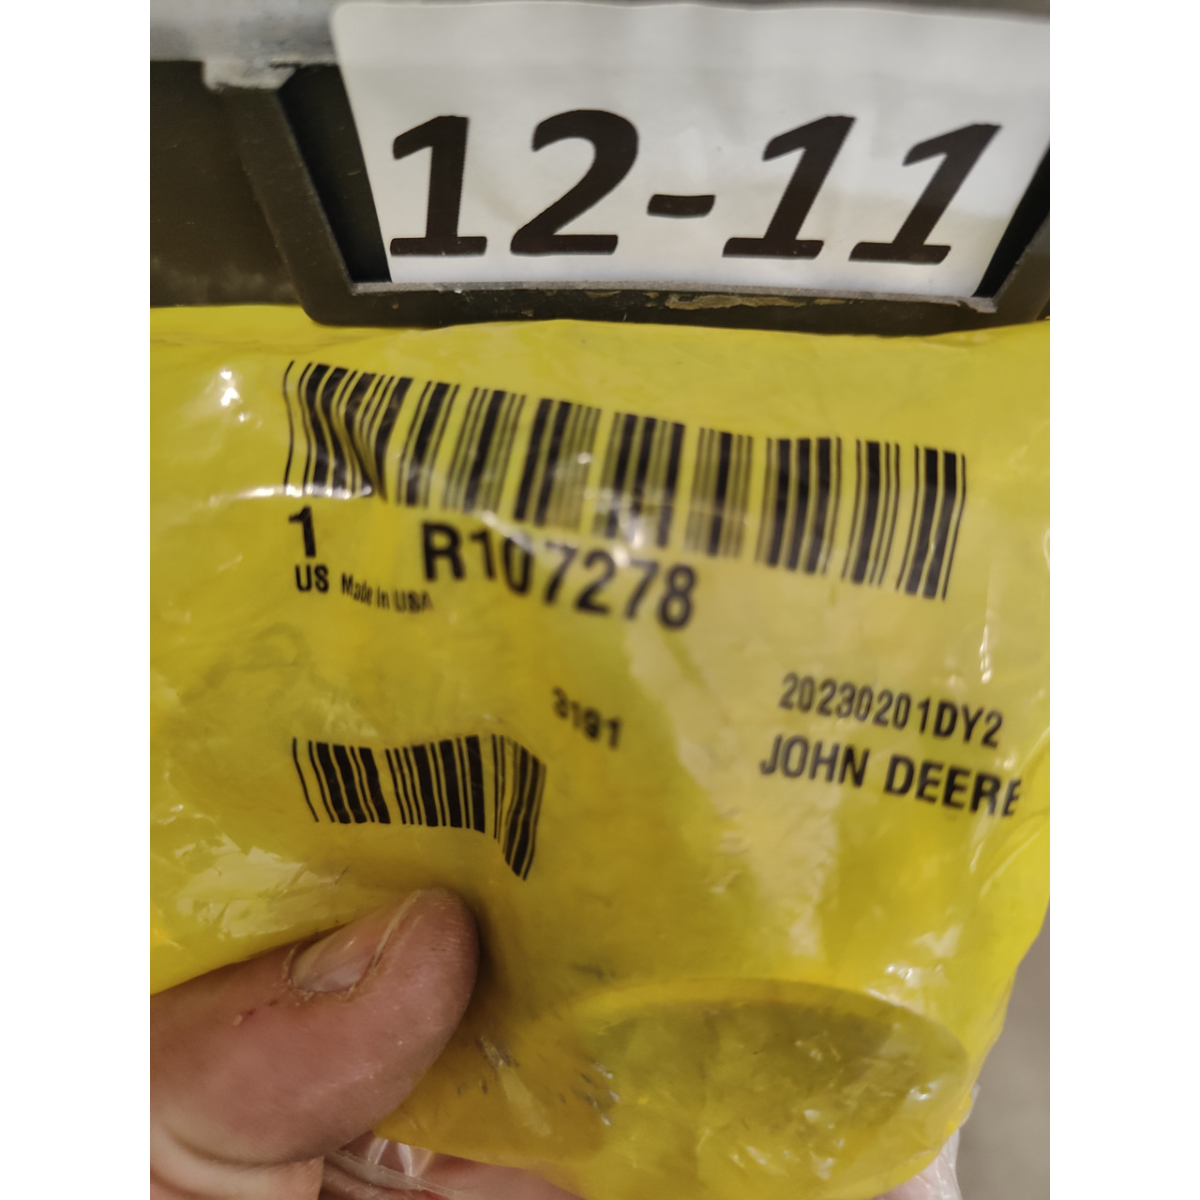 12-11
1 R107278
US Made in USA
3191
20230201DY2
JOHN DEERE